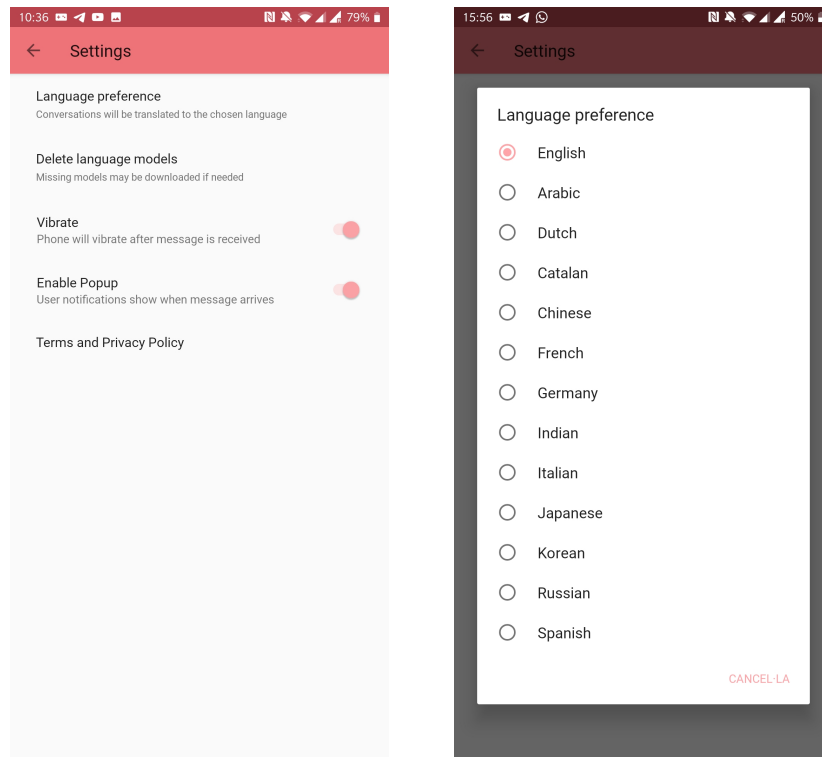 10:36
79%
Settings
Language preference
Conversations will be translated to the chosen language
Delete language models
Missing models may be downloaded if needed
Vibrate
Phone will vibrate after message is received
Enable Popup
User notifications show when message arrives
Terms and Privacy Policy
15:56
50%
Settings
Language preference
English
Arabic
Dutch
Catalan
Chinese
French
Germany
Indian
Italian
Japanese
Korean
Russian
Spanish
CANCEL·LA